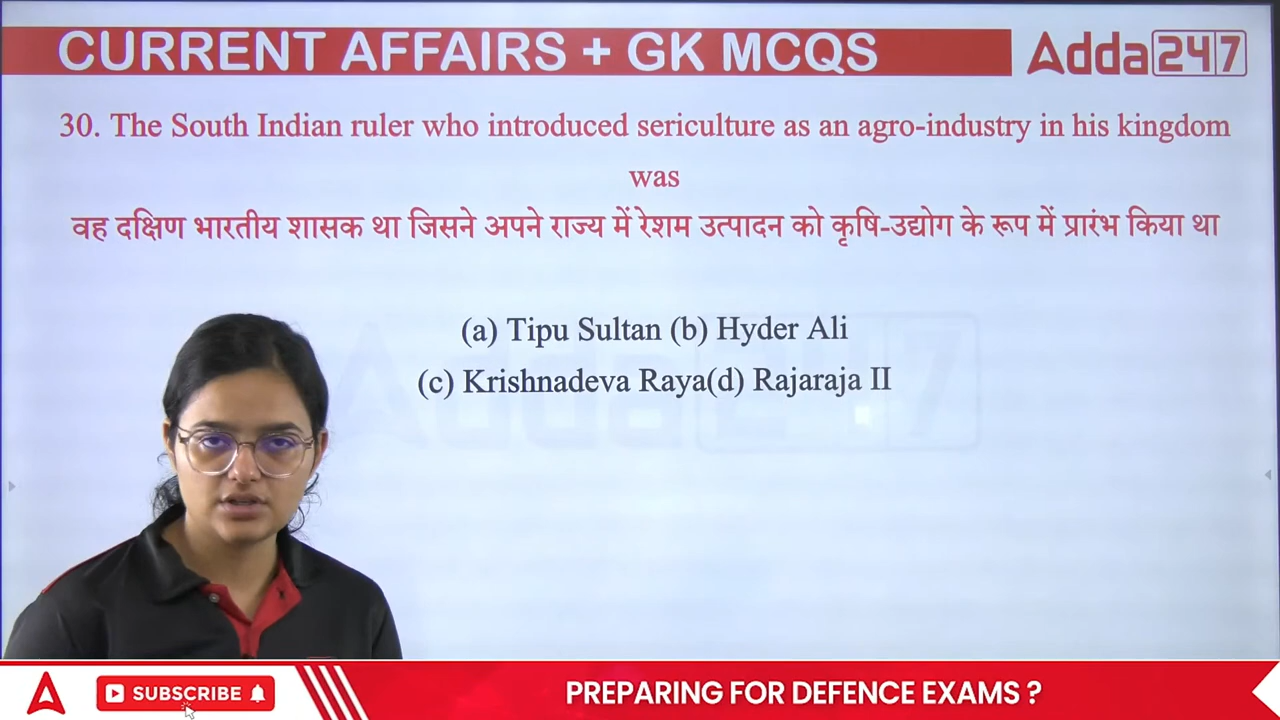 CURRENT AFFAIRS + GK MCQS
Adda247
30. The South Indian ruler who introduced sericulture as an agro-industry in his kingdom
was
वह दक्षिण भारतीय शासक था जिसने अपने राज्य में रेशम उत्पादन को कृषि-उद्योग के रूप में प्रारंभ किया था
(a) Tipu Sultan (b) Hyder Ali
(c) Krishnadeva Raya(d) Rajaraja II
Adda247
SUBSCRIBE
PREPARING FOR DEFENCE EXAMS ?